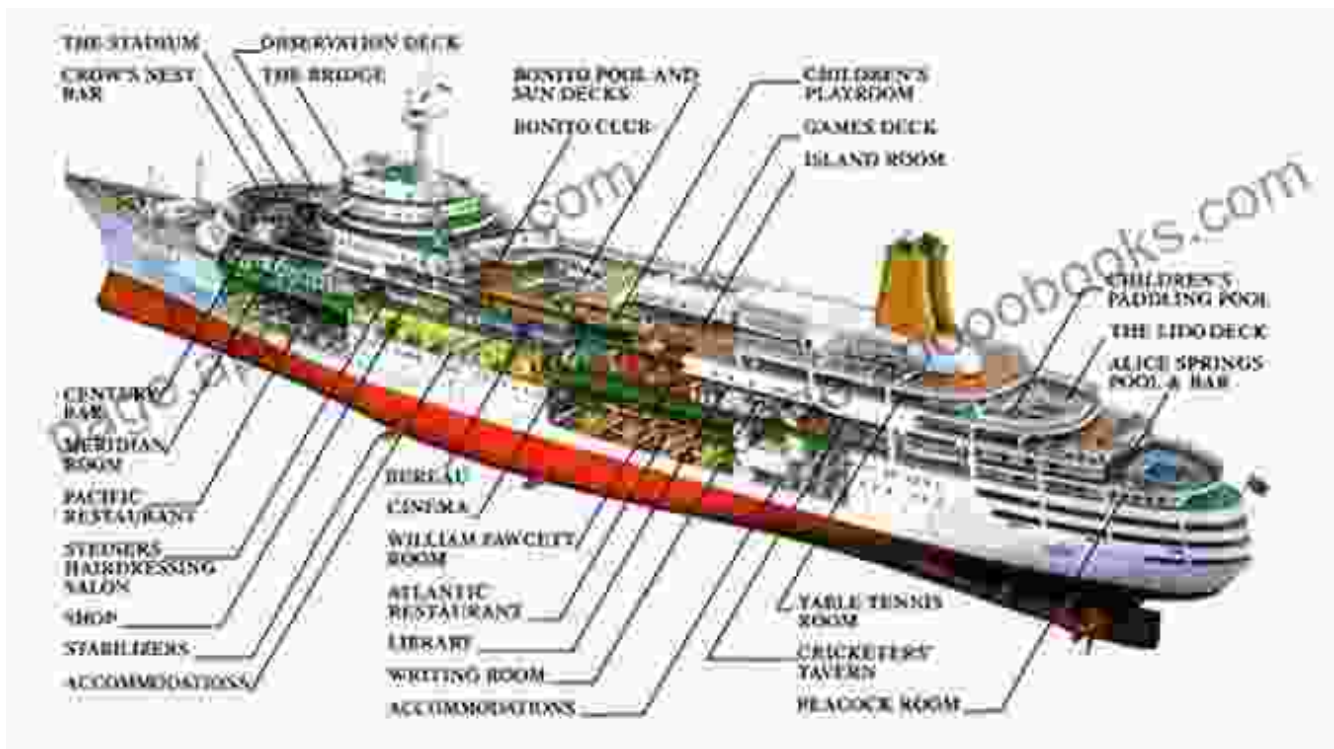 THE STADIUM
OBSERVATION DECK
CROW'S NEST
BAR
THE BRIDGE
BONITO POOL AND
SUN DECKS
BONITO CLUB
CHILDREN'S
PLAYROOM
GAMES DECK
ISLAND ROOM
CHILDREN'S
PADDLING POOL
THE LIDO DECK
ALICE SPRINGS
POOL & BAR
CENTURY
BAR
MERIDIAN
ROOM
PACIFIC
RESTAURANT
STEINERS
HAIRDRESSING
SALON
SHOP
STABILIZERS
ACCOMMODATIONS
BUREAU
CINEMA
WILLIAM FAWCETT
ROOM
ATLANTIC
RESTAURANT
LIBRARY
WRITING ROOM
ACCOMMODATIONS
TABLE TENNIS
ROOM
CRICKETERS'
TAVERN
PEACOCK ROOM